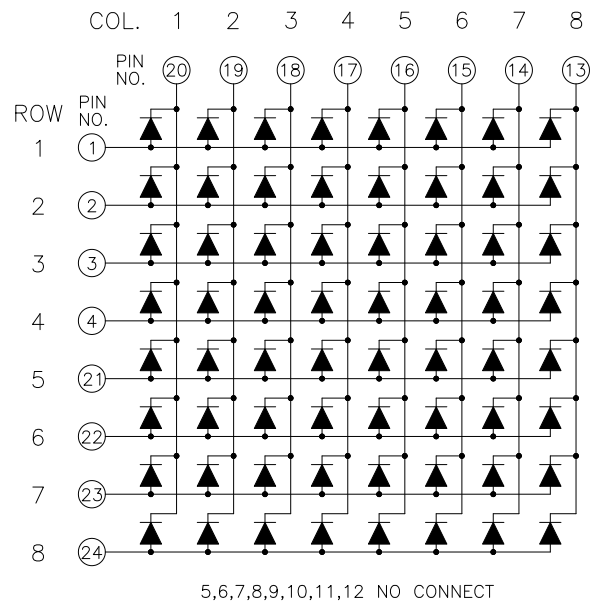 COL. 1 2 3 4 5 6 7 8
PIN NO. 20 19 18 17 16 15 14 13
ROW PIN NO.
1 1
2 2
3 3
4 4
5 21
6 22
7 23
8 24
5,6,7,8,9,10,11,12 NO CONNECT